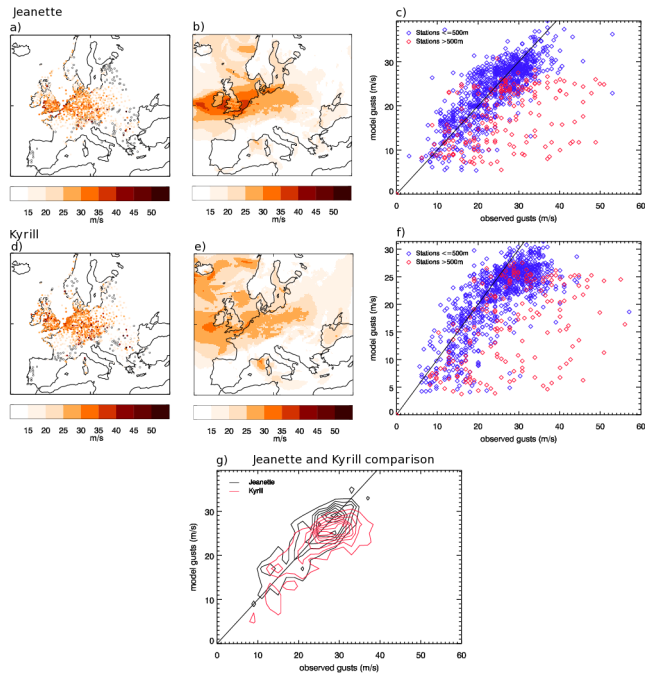 Jeanette
a)
b)
c)
Stations <=500m
Stations >500m
40
30
20
10
0
model gusts (m/s)
0 10 20 30 40 50 60
observed gusts (m/s)
15 20 25 30 35 40 45 50
m/s
15 20 25 30 35 40 45 50
m/s
Kyrill
d)
e)
f)
Stations <=500m
Stations >500m
30
25
20
15
10
5
4
0
model gusts (m/s)
0 10 20 30 40 50 60
observed gusts (m/s)
15 20 25 30 35 40 45 50
m/s
15 20 25 30 35 40 45 50
m/s
g) Jeanette and Kyrill comparison
Jeanette
Kyrill
30
20
10
0
model gusts (m/s)
0 10 20 30 40 50 60
observed gusts (m/s)